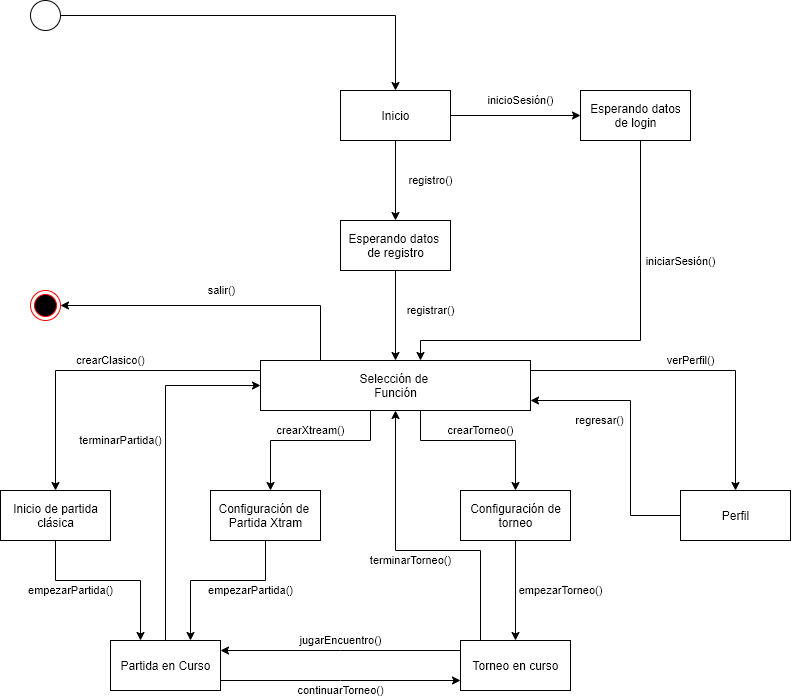 inicioSesión()
Inicio
Esperando datos
de login
registro()
Esperando datos
de registro
iniciarSesión()
salir()
registrar()
crearClasico()
Selección de
Función
verPerfil()
terminarPartida()
crearXtream()
crearTorneo()
regresar()
Inicio de partida
clásica
Configuración de
Partida Xtram
Configuración de
torneo
Perfil
terminarTorneo()
empezarPartida()
empezarPartida()
empezarTorneo()
jugarEncuentro()
Partida en Curso
Torneo en curso
continuarTorneo()